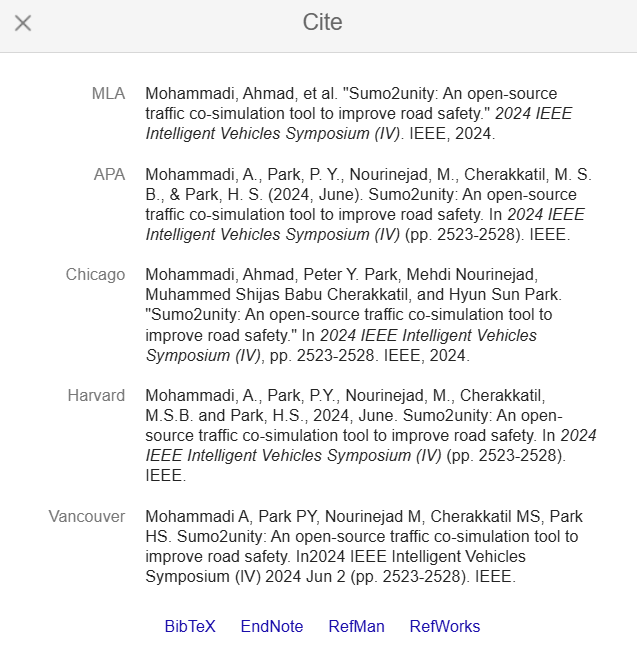 Cite
MLA
Mohammadi, Ahmad, et al. "Sumo2unity: An open-source
traffic co-simulation tool to improve road safety." 2024 IEEE
Intelligent Vehicles Symposium (IV). IEEE, 2024.
APA
Mohammadi, A., Park, P. Y., Nourinejad, M., Cherakkatil, M. S.
B., & Park, H. S. (2024, June). Sumo2unity: An open-source
traffic co-simulation tool to improve road safety. In 2024 IEEE
Intelligent Vehicles Symposium (IV) (pp. 2523-2528). IEEE.
Chicago
Mohammadi, Ahmad, Peter Y. Park, Mehdi Nourinejad,
Muhammed Shijas Babu Cherakkatil, and Hyun Sun Park.
"Sumo2unity: An open-source traffic co-simulation tool to
improve road safety." In 2024 IEEE Intelligent Vehicles
Symposium (IV), pp. 2523-2528. IEEE, 2024.
Harvard
Mohammadi, A., Park, P.Y., Nourinejad, M., Cherakkatil,
M.S.B. and Park, H.S., 2024, June. Sumo2unity: An open-
source traffic co-simulation tool to improve road safety. In 2024
IEEE Intelligent Vehicles Symposium (IV) (pp. 2523-2528).
IEEE.
Vancouver
Mohammadi A, Park PY, Nourinejad M, Cherakkatil MS, Park
HS. Sumo2unity: An open-source traffic co-simulation tool to
improve road safety. In2024 IEEE Intelligent Vehicles
Symposium (IV) 2024 Jun 2 (pp. 2523-2528). IEEE.
BibTeX EndNote RefMan RefWorks